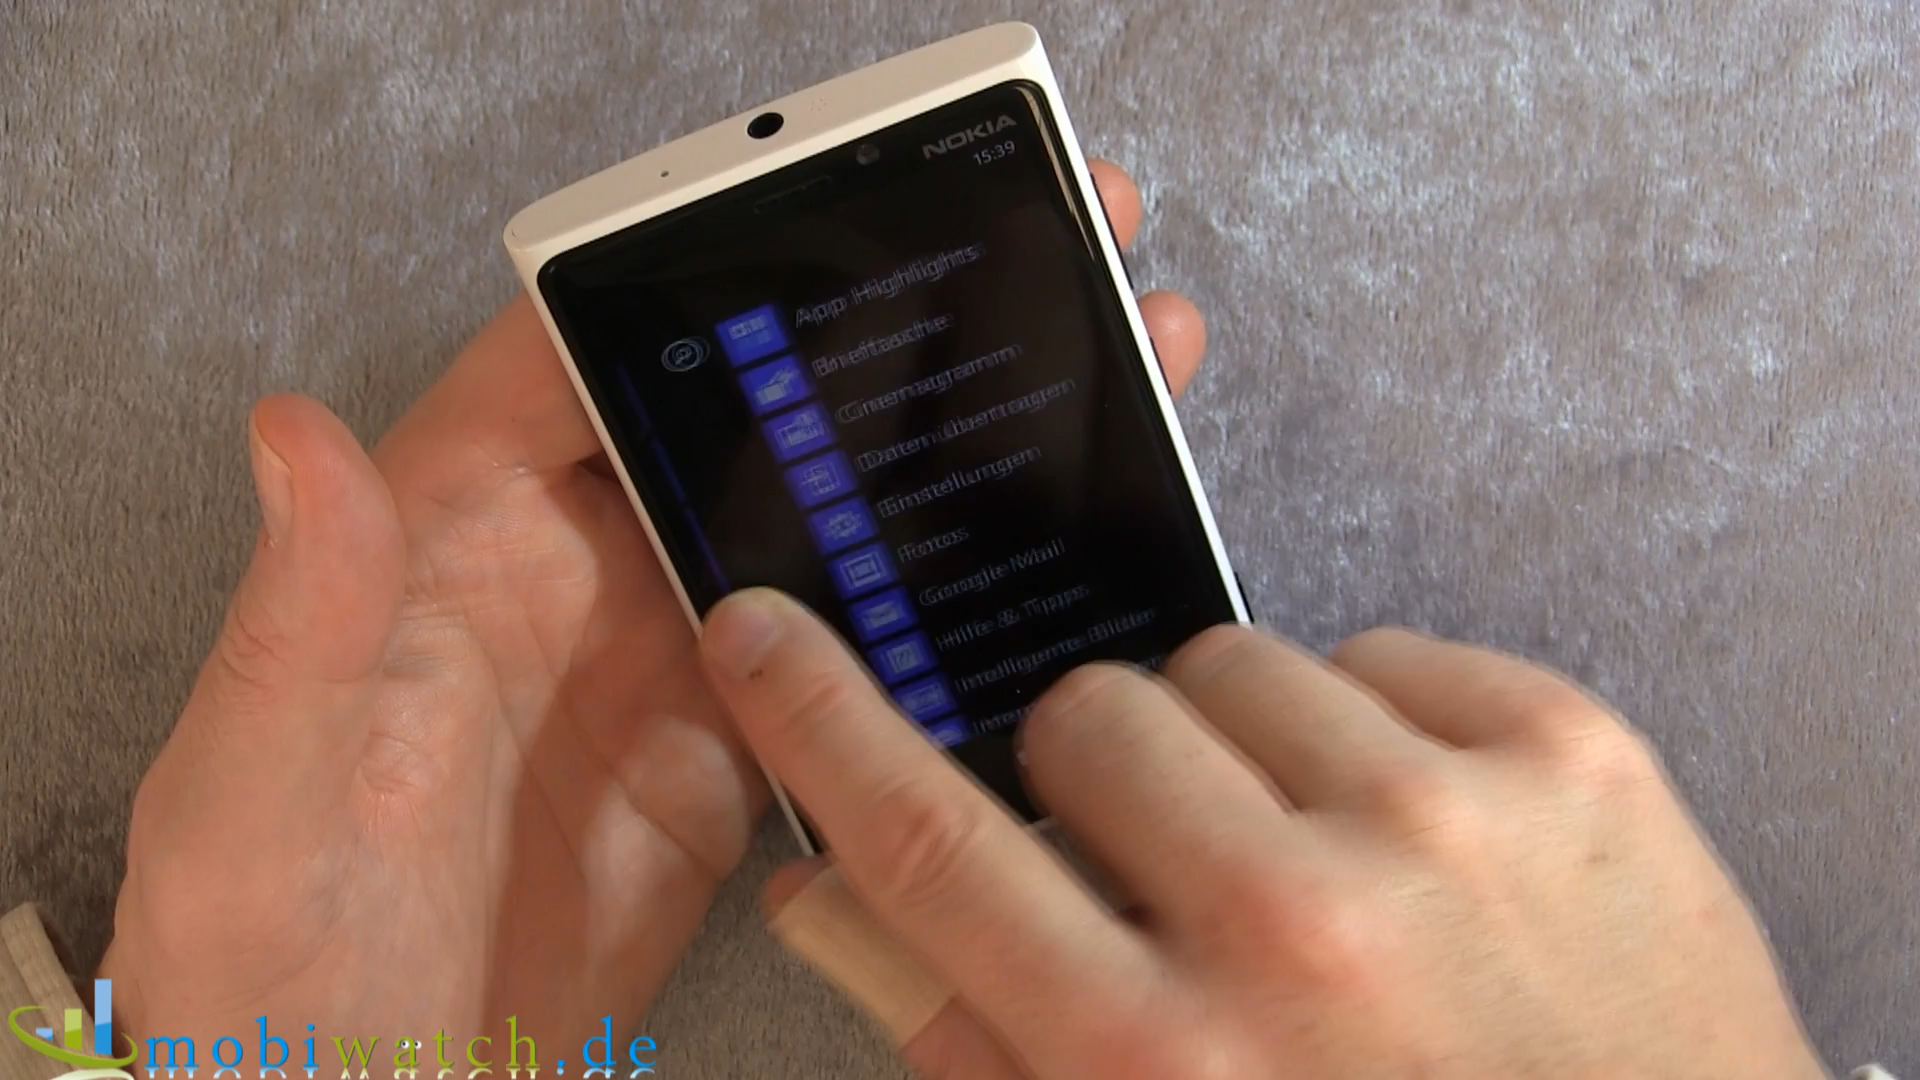 NOKIA
15:39
App Highlights
Brieftasche
Cinemagramm
Daten übertragen
Einstellungen
Fotos
Google Mail
Hilfe & Tipps
Intelligente Bilder
mobiwatch.de